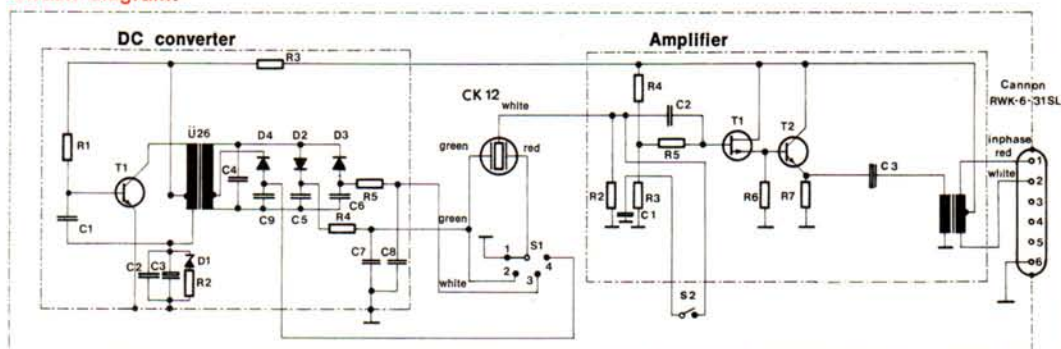 DC converter
Amplifier
R3
Cannon
RWK-6-31SL
CK 12
R4
C2
Ü26
D4
D2
D3
white
T1
T2
R1
T1
C4
green
red
R5
inphase
red
C3
white
1
2
3
4
5
6
R5
C9
C5
C6
R4
green
R2
R3
C1
R6
R7
C1
C2
C3
D1
R2
C7
C8
1
S1
2
3
4
white
S2